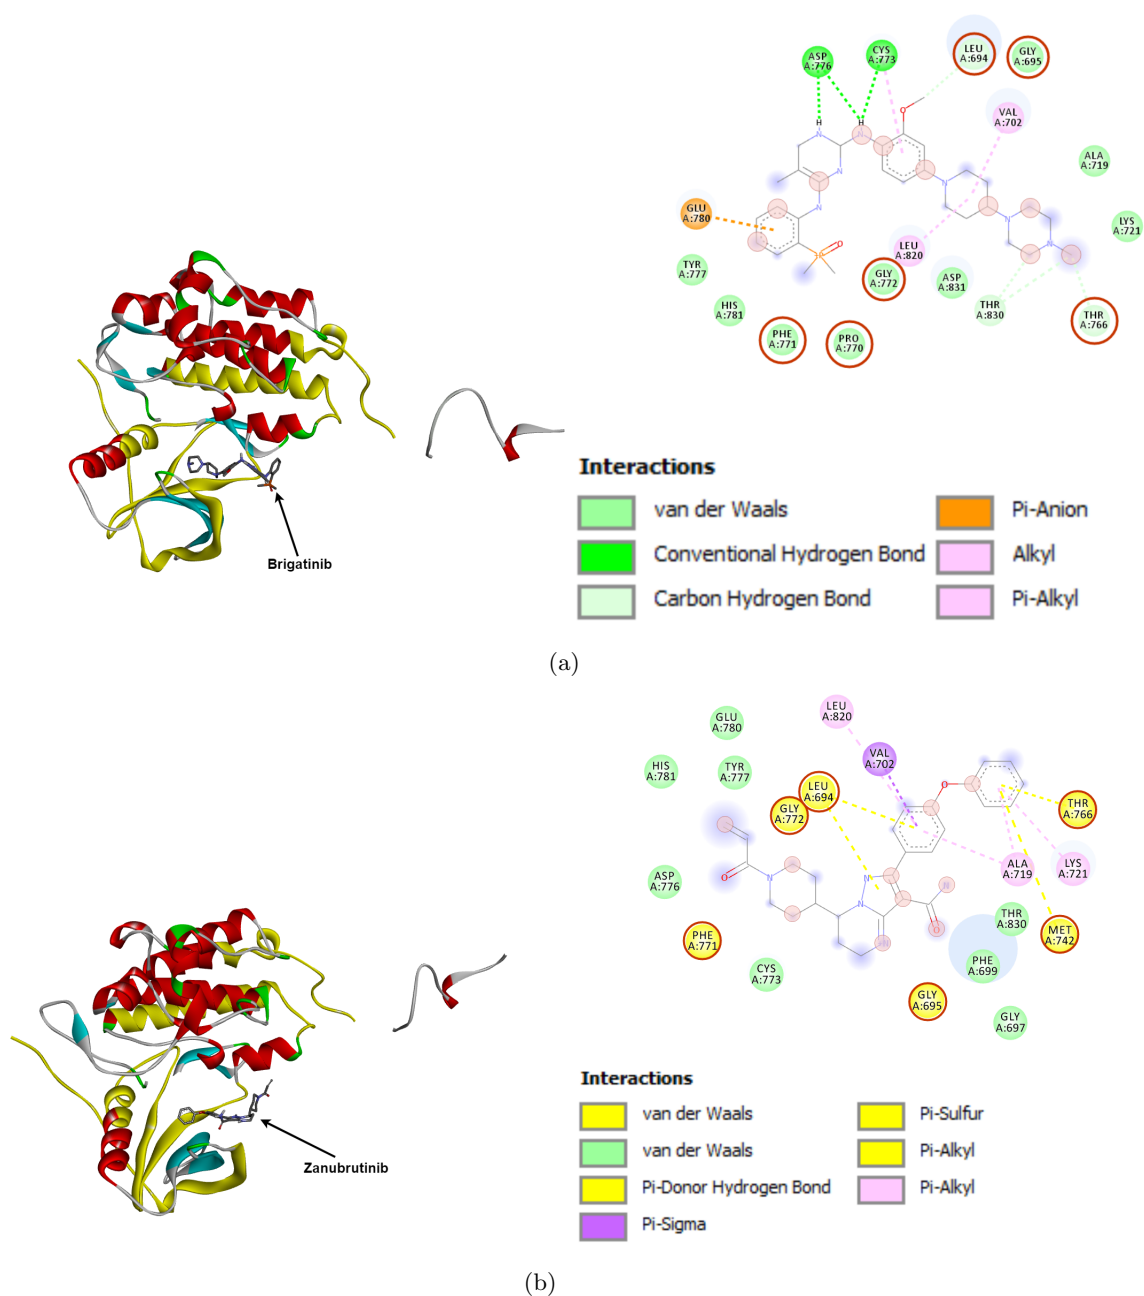 ASP
A:776
CYS
A:773
LEU
A:694
GLY
A:695
VAL
A:702
ALA
A:719
LYS
A:721
GLU
A:780
TYR
A:777
HIS
A:781
PHE
A:771
PRO
A:770
GLY
A:772
LEU
A:820
ASP
A:831
THR
A:830
THR
A:766
H
H
N
N
N
N
N
N
N
N
O
P
O
Brigatinib
Interactions
van der Waals
Conventional Hydrogen Bond
Carbon Hydrogen Bond
Pi-Anion
Alkyl
Pi-Alkyl
(a)
LEU
A:820
GLU
A:780
VAL
A:702
HIS
A:781
TYR
A:777
LEU
A:694
GLY
A:772
THR
A:766
ALA
A:719
LYS
A:721
ASP
A:776
PHE
A:771
CYS
A:773
THR
A:830
MET
A:742
PHE
A:699
GLY
A:695
GLY
A:697
O
O
N
N
N
N
N
O
Zanubrutinib
Interactions
van der Waals
van der Waals
Pi-Donor Hydrogen Bond
Pi-Sigma
Pi-Sulfur
Pi-Alkyl
Pi-Alkyl
(b)